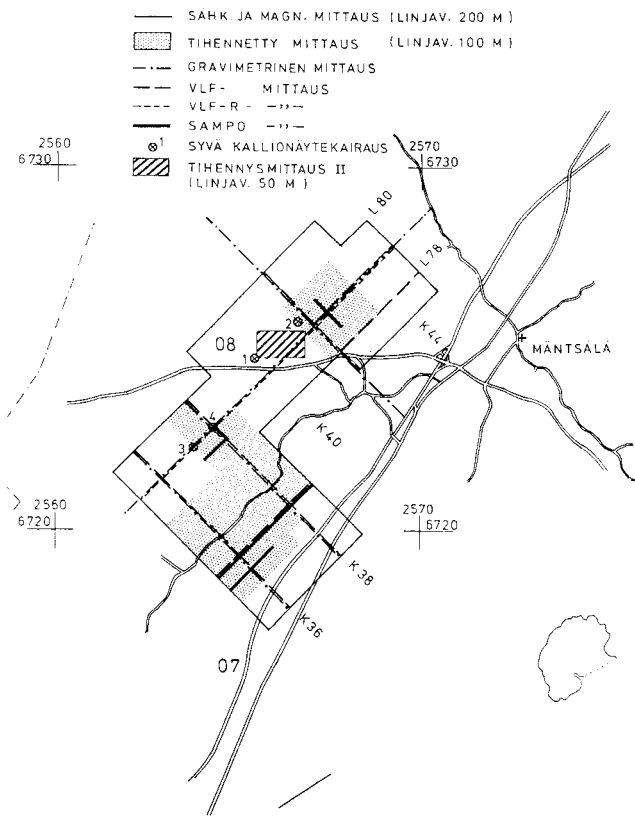 SÄHK. JA MAGN. MITTAUS (LINJAV. 200 M)
TIHENNETTY MITTAUS (LINJAV. 100 M)
GRAVIMETRINEN MITTAUS
VLF- MITTAUS
VLF-R- —,,—
SAMPO —,,—
1 SYVÄ KALLIONÄYTEKAIRAUS
TIHENNYSMITTAUS II
(LINJAV. 50 M)
2560
6730
2570
6730
L 80
L 78
2
08
1
K 44
MÄNTSÄLÄ
4
3
K 40
2560
6720
2570
6720
K 38
K 36
07